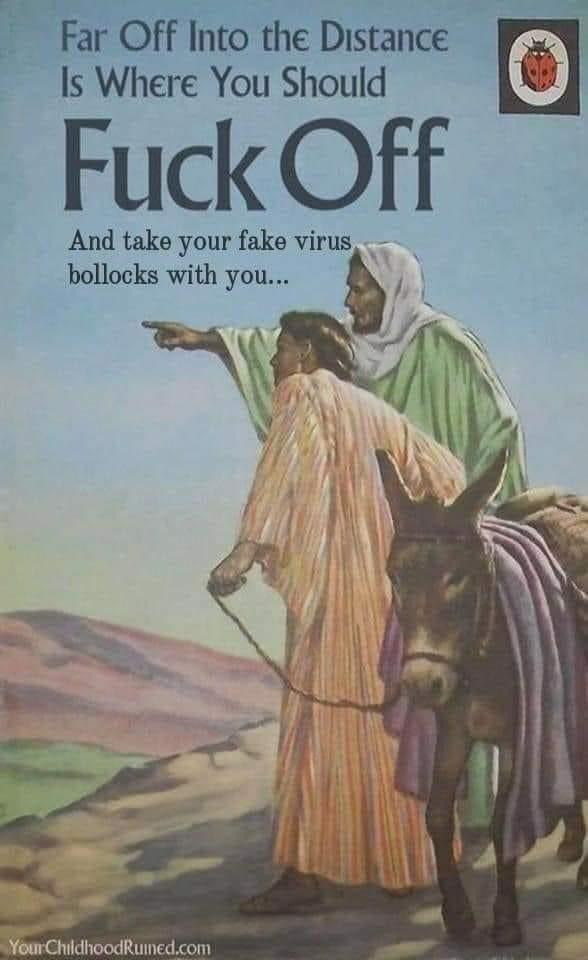 Far Off Into the Distance
Is Where You Should
Fuck Off
And take your fake virus
bollocks with you...
YourChildhoodRuined.com